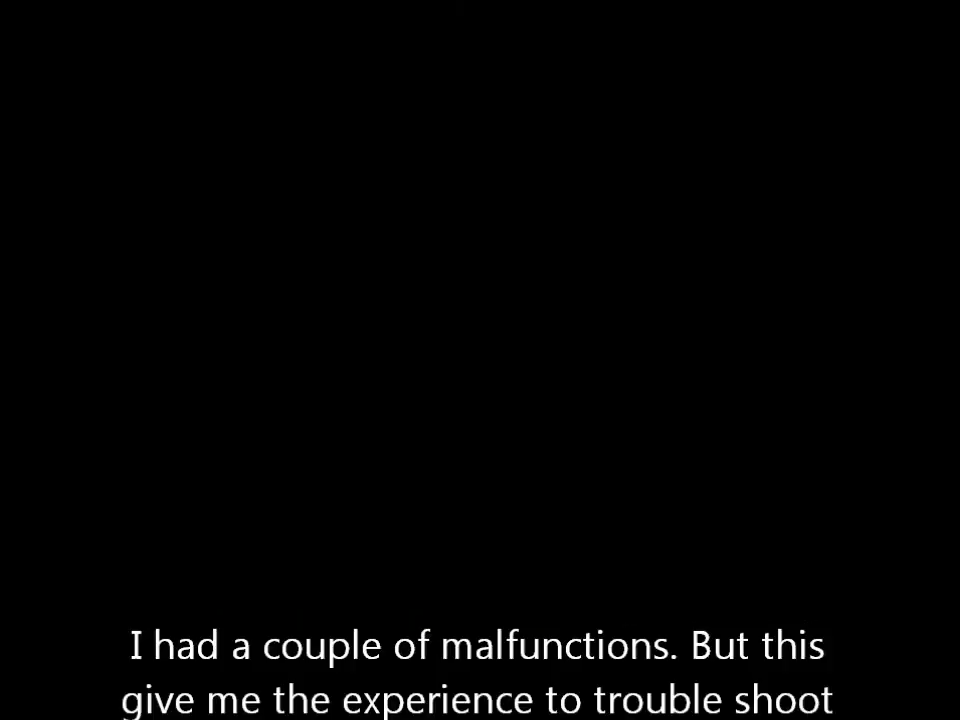 I had a couple of malfunctions. But this
give me the experience to trouble shoot